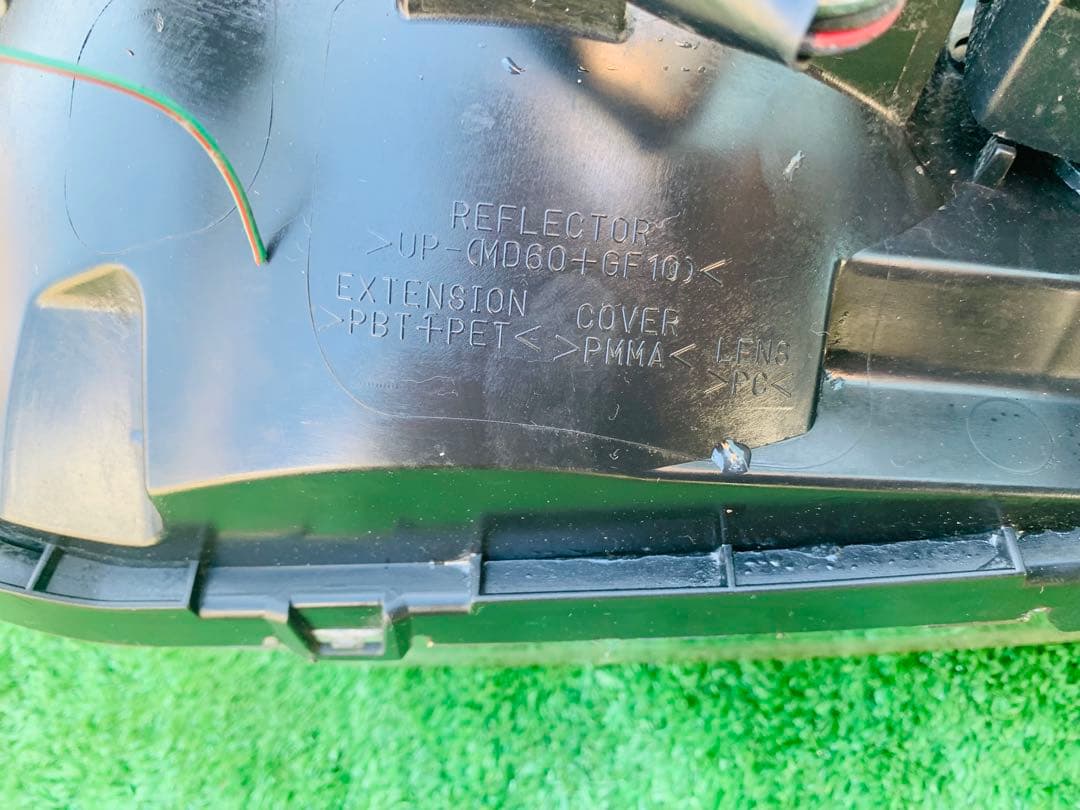 REFLECTOR
>UP-(MD60+GF10)<
EXTENSION
>PBT+PET<
COVER
>PMMA<
LENS
>PC<